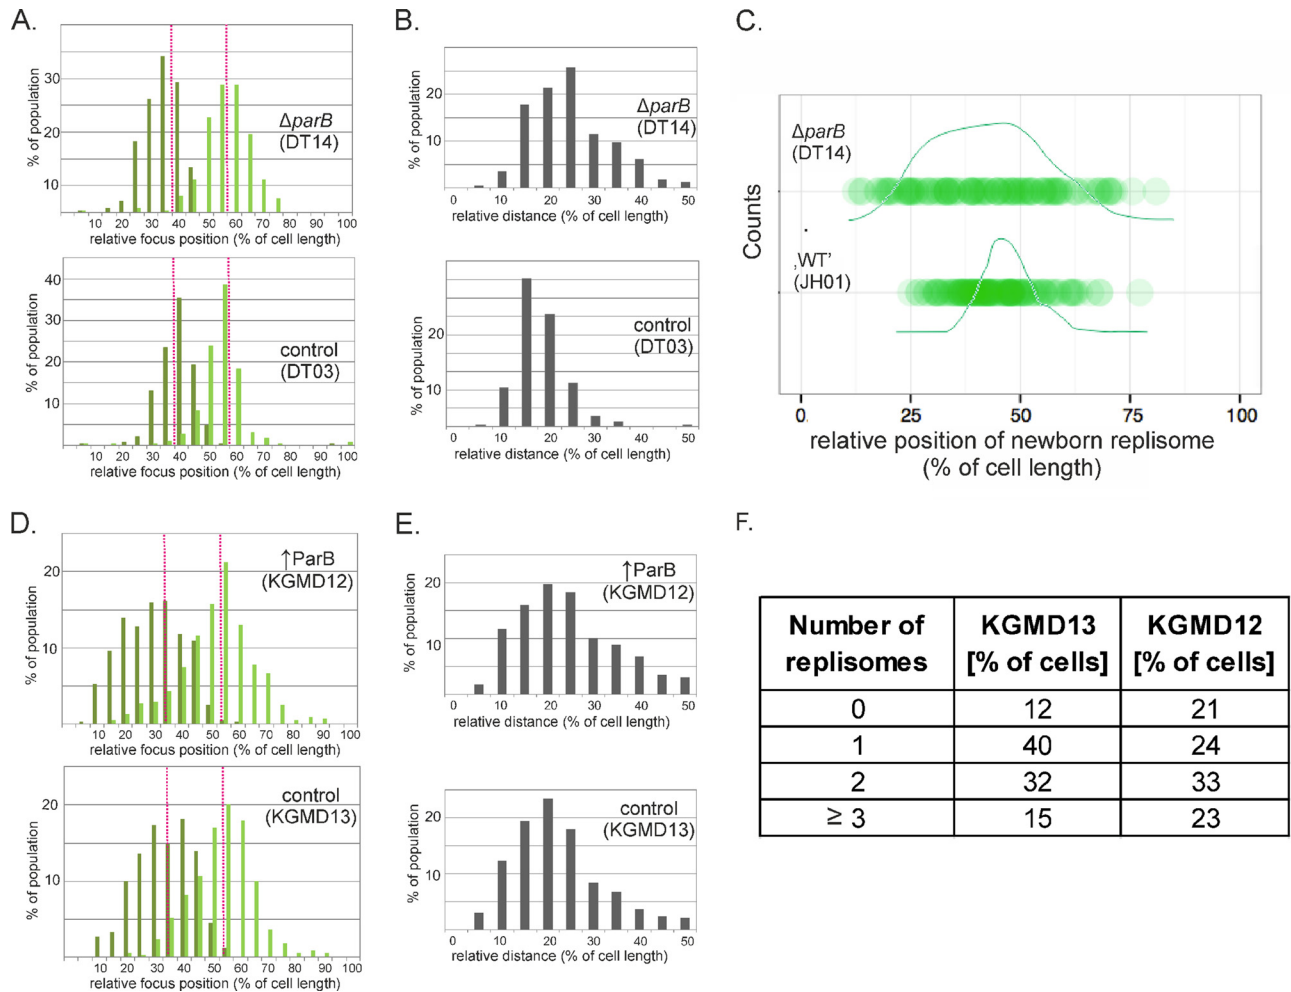 A.
% of population
30
20
10
ΔparB
(DT14)
10 20 30 40 50 60 70 80 90 100
relative focus position (% of cell length)
% of population
40
30
20
10
control
(DT03)
10 20 30 40 50 60 70 80 90 100
relative focus position (% of cell length)
B.
% of population
20
10
ΔparB
(DT14)
0 10 20 30 40 50
relative distance (% of cell length)
% of population
20
10
control
(DT03)
0 10 20 30 40 50
relative distance (% of cell length)
C.
Counts
ΔparB
(DT14)
‚WT’
(JH01)
0 25 50 75 100
relative position of newborn replisome
(% of cell length)
D.
% of population
20
10
↑ParB
(KGMD12)
10 20 30 40 50 60 70 80 90 100
relative focus position (% of cell length)
% of population
20
10
control
(KGMD13)
10 20 30 40 50 60 70 80 90 100
relative focus position (% of cell length)
E.
% of population
20
10
↑ParB
(KGMD12)
0 10 20 30 40 50
relative distance (% of cell length)
% of population
20
10
control
(KGMD13)
0 10 20 30 40 50
relative distance (% of cell length)
F.
Number of replisomes KGMD13 [% of cells] KGMD12 [% of cells]
0 12 21
1 40 24
2 32 33
≥ 3 15 23